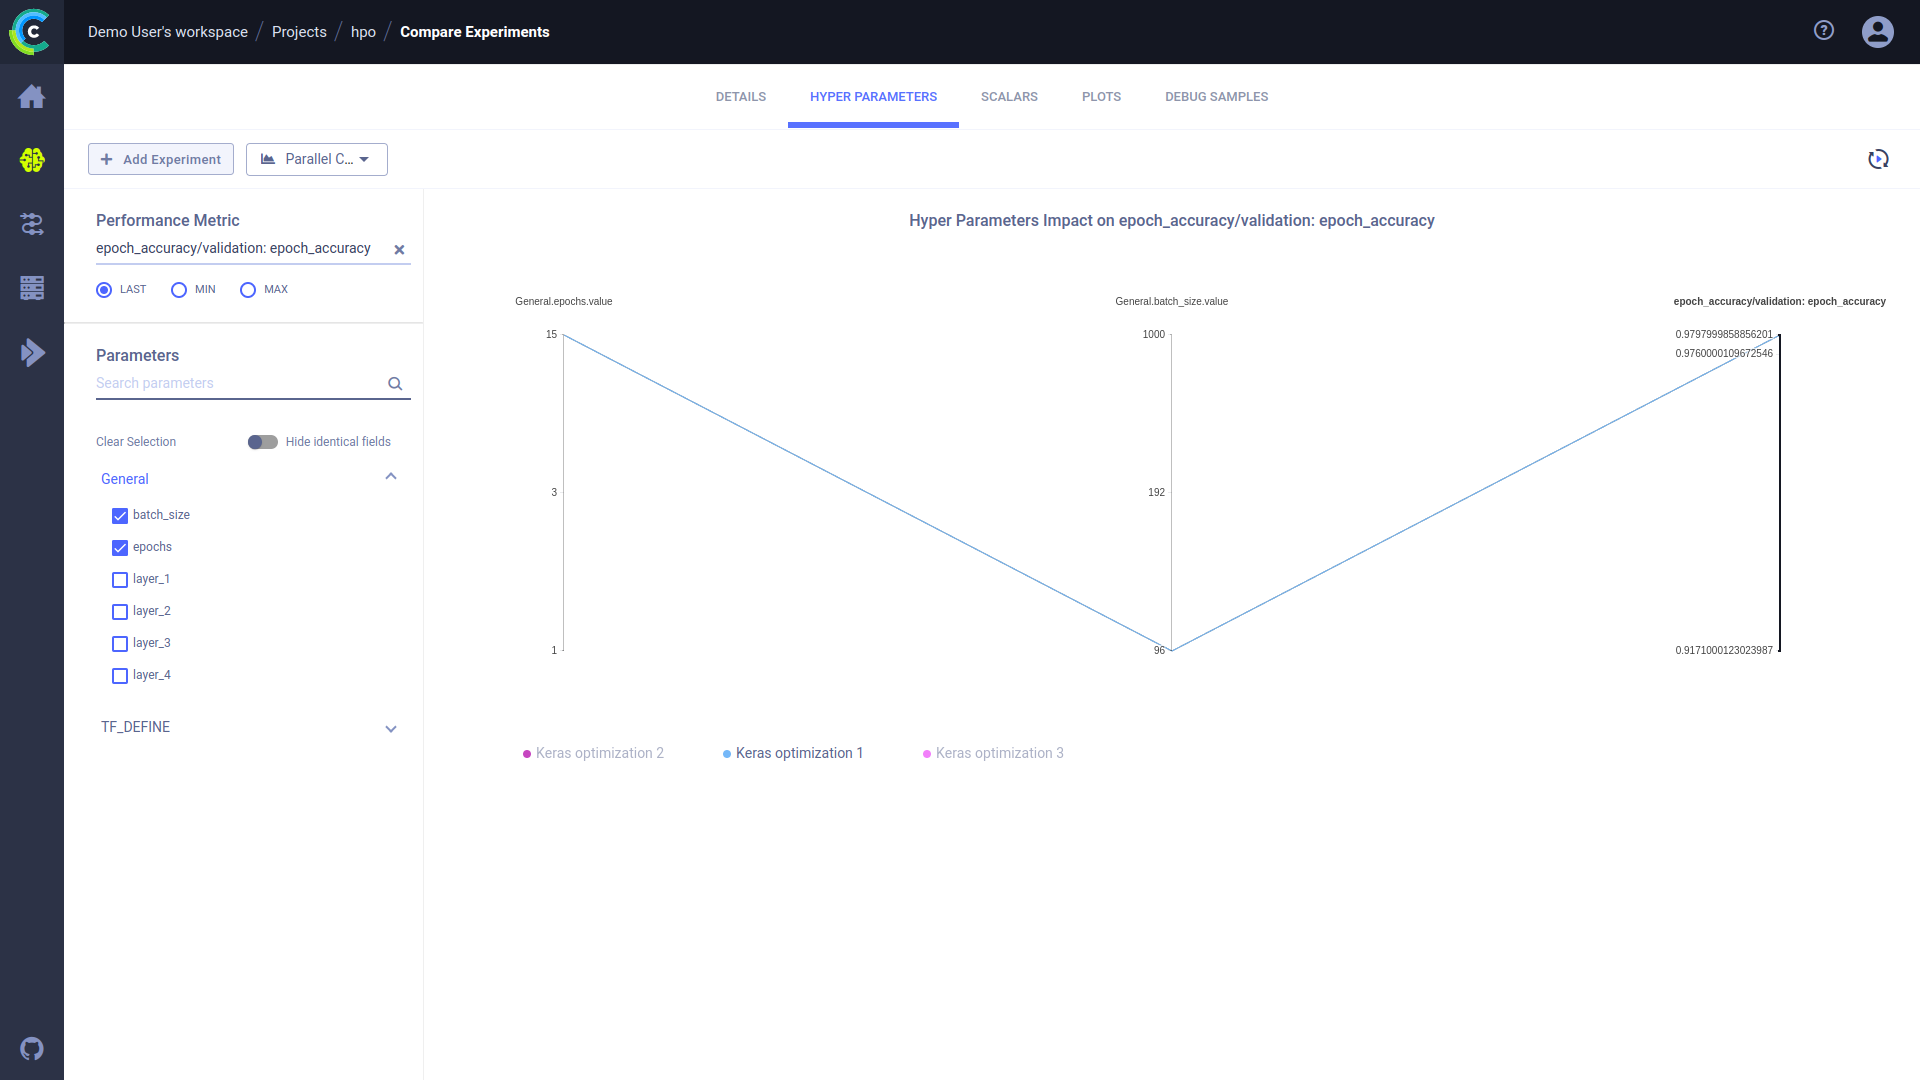 Demo User's workspace / Projects / hpo / Compare Experiments
DETAILS HYPER PARAMETERS SCALARS PLOTS DEBUG SAMPLES
+ Add Experiment Parallel C...
Performance Metric
epoch_accuracy/validation: epoch_accuracy
LAST MIN MAX
Parameters
Search parameters
Clear Selection Hide identical fields
General
batch_size
epochs
layer_1
layer_2
layer_3
layer_4
TF_DEFINE
Hyper Parameters Impact on epoch_accuracy/validation: epoch_accuracy
General.epochs.value
15
3
1
General.batch_size.value
1000
192
96
epoch_accuracy/validation: epoch_accuracy
0.9797999858856201
0.9760000109672546
0.9171000123023987
Keras optimization 2 Keras optimization 1 Keras optimization 3